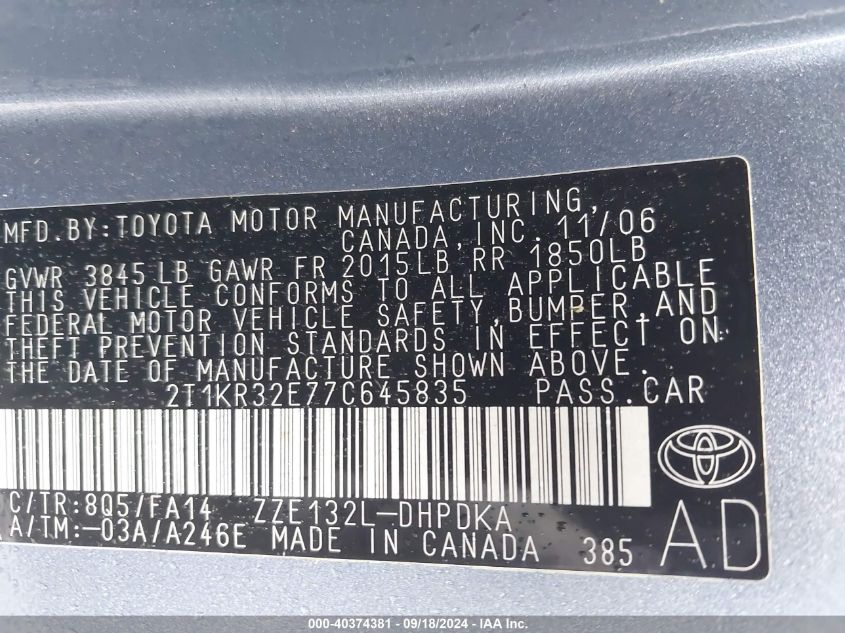 MFD.BY:TOYOTA MOTOR MANUFACTURING,
CANADA,INC. 11/06
GVWR 3845 LB GAWR FR 2015LB RR 1850LB
THIS VEHICLE CONFORMS TO ALL APPLICABLE
FEDERAL MOTOR VEHICLE SAFETY,BUMPER,AND
THEFT PREVENTION STANDARDS IN EFFECT ON
THE DATE OF MANUFACTURE SHOWN ABOVE.
2T1KR32E77C645835 PASS.CAR
C/TR:8Q5/FA14 ZZE132L-DHPDKA
A/TM:-03A/A246E MADE IN CANADA 385
AD
000-40374381 - 09/18/2024 - IAA Inc.